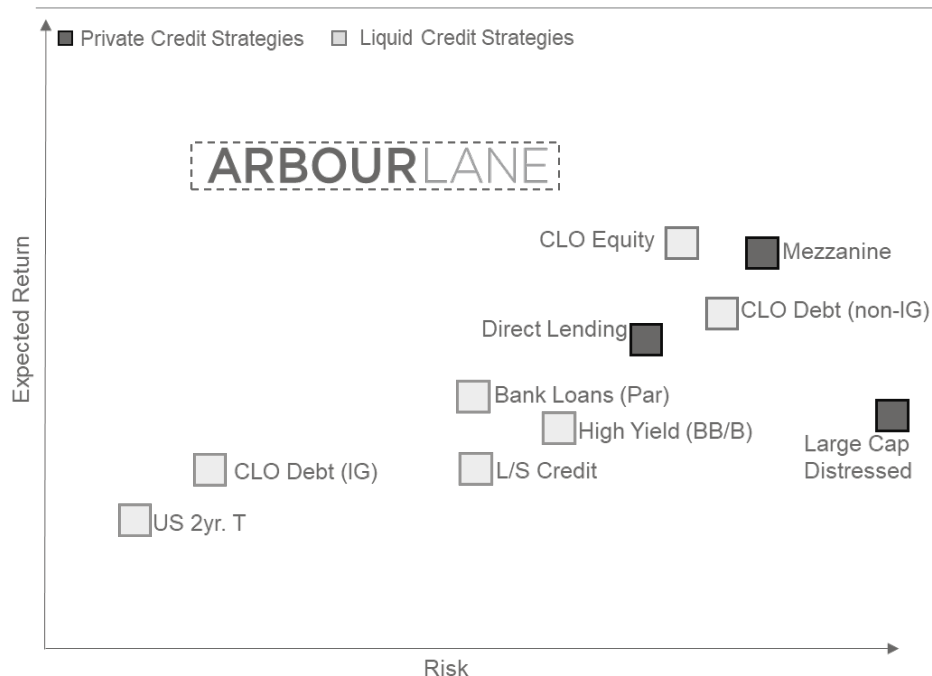 Private Credit Strategies
Liquid Credit Strategies
ARBOURLANE
CLO Equity
Mezzanine
CLO Debt (non-IG)
Direct Lending
Bank Loans (Par)
High Yield (BB/B)
Large Cap
Distressed
CLO Debt (IG)
L/S Credit
US 2yr. T
Expected Return
Risk